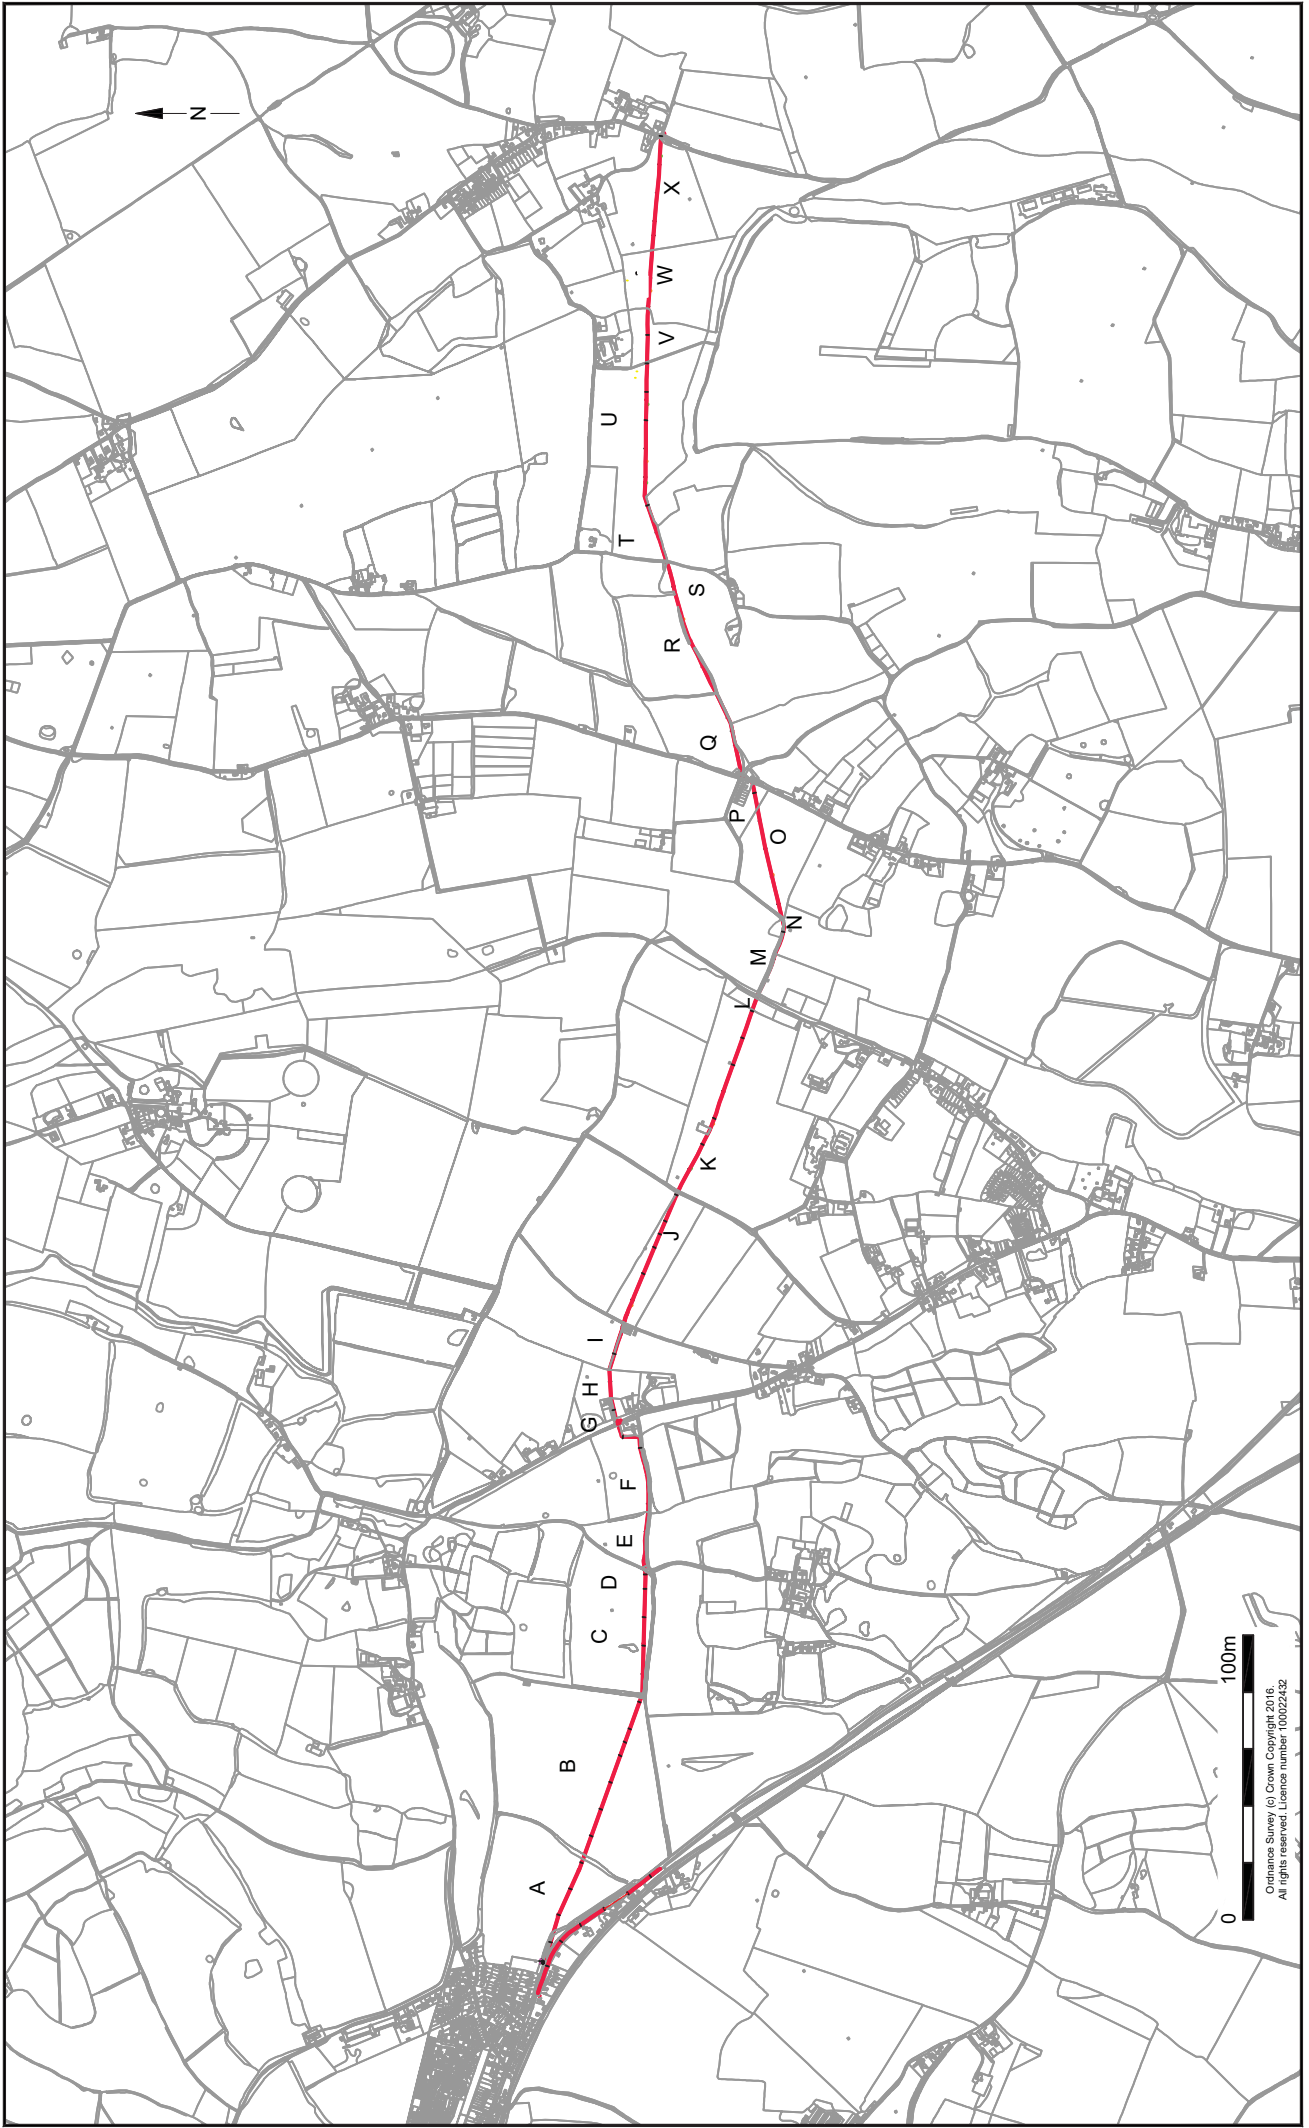 N
A
B
C
D
E
F
G
H
I
J
K
L
M
N
O
P
Q
R
S
T
U
V
W
X
0
100m
Ordnance Survey (c) Crown Copyright 2016.
All rights reserved. Licence number 100022432